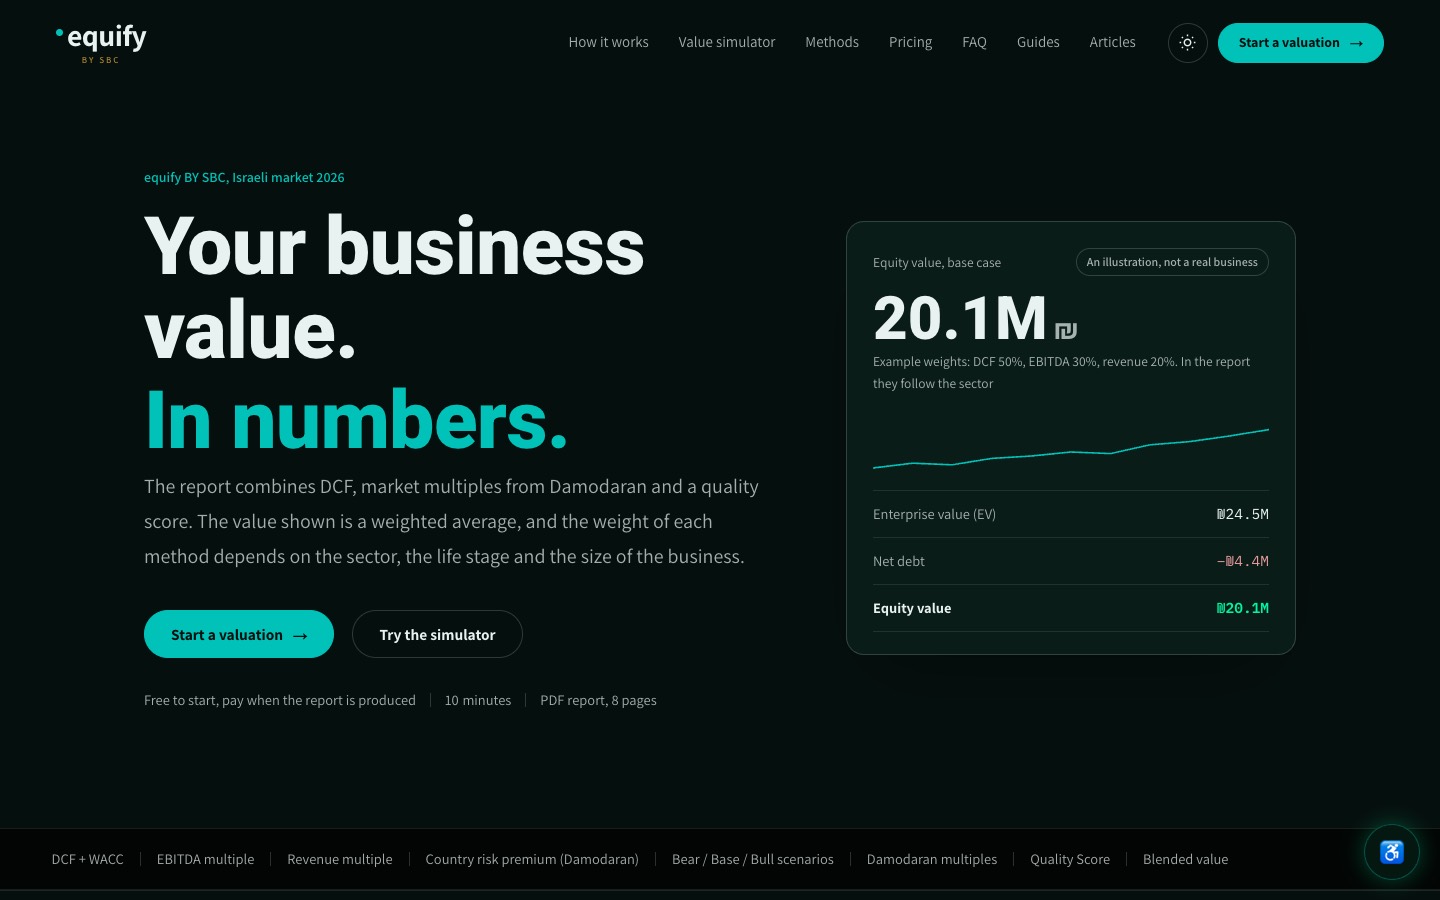 equify
BY SBC
How it works
Value simulator
Methods
Pricing
FAQ
Guides
Articles
Start a valuation →
equify BY SBC, Israeli market 2026
Your business
value.
In numbers.
The report combines DCF, market multiples from Damodaran and a quality
score. The value shown is a weighted average, and the weight of each
method depends on the sector, the life stage and the size of the business.
Start a valuation →
Try the simulator
Free to start, pay when the report is produced
10 minutes
PDF report, 8 pages
Equity value, base case
An illustration, not a real business
20.1M ₪
Example weights: DCF 50%, EBITDA 30%, revenue 20%. In the report
they follow the sector
Enterprise value (EV)
₪24.5M
Net debt
−₪4.4M
Equity value
₪20.1M
DCF + WACC
EBITDA multiple
Revenue multiple
Country risk premium (Damodaran)
Bear / Base / Bull scenarios
Damodaran multiples
Quality Score
Blended value